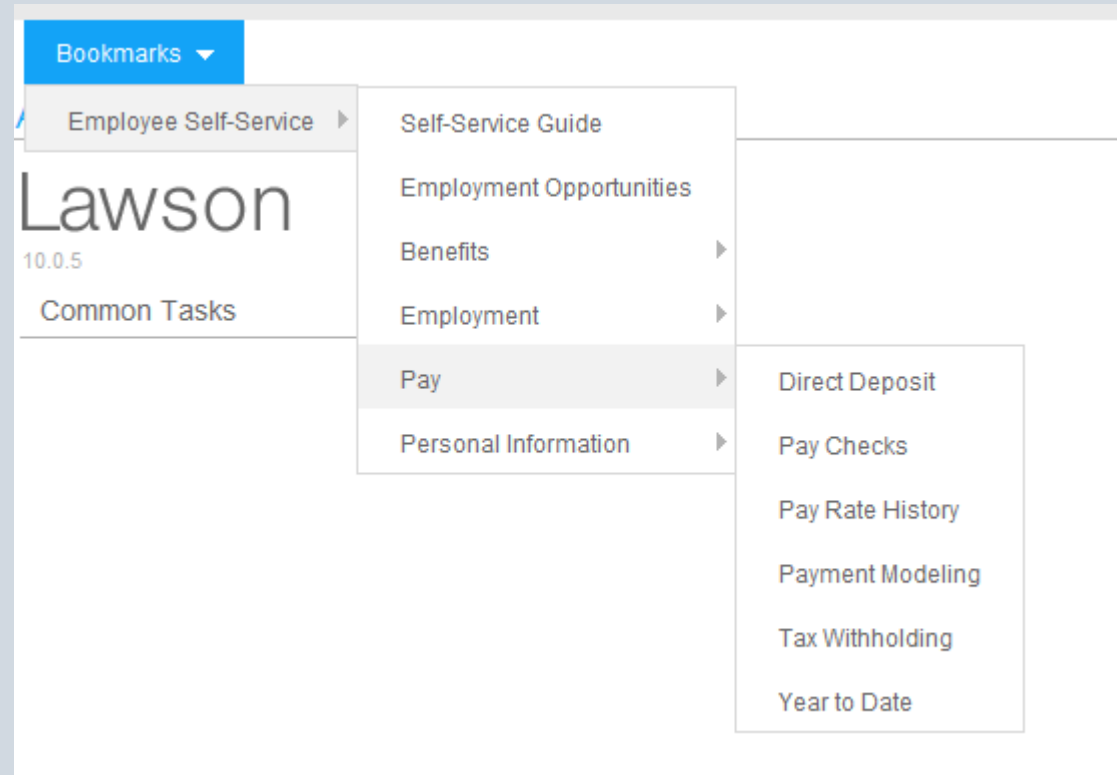 Bookmarks
Employee Self-Service
Self-Service Guide
Employment Opportunities
Benefits
Employment
Pay
Personal Information
Direct Deposit
Pay Checks
Pay Rate History
Payment Modeling
Tax Withholding
Year to Date
Lawson
10.0.5
Common Tasks